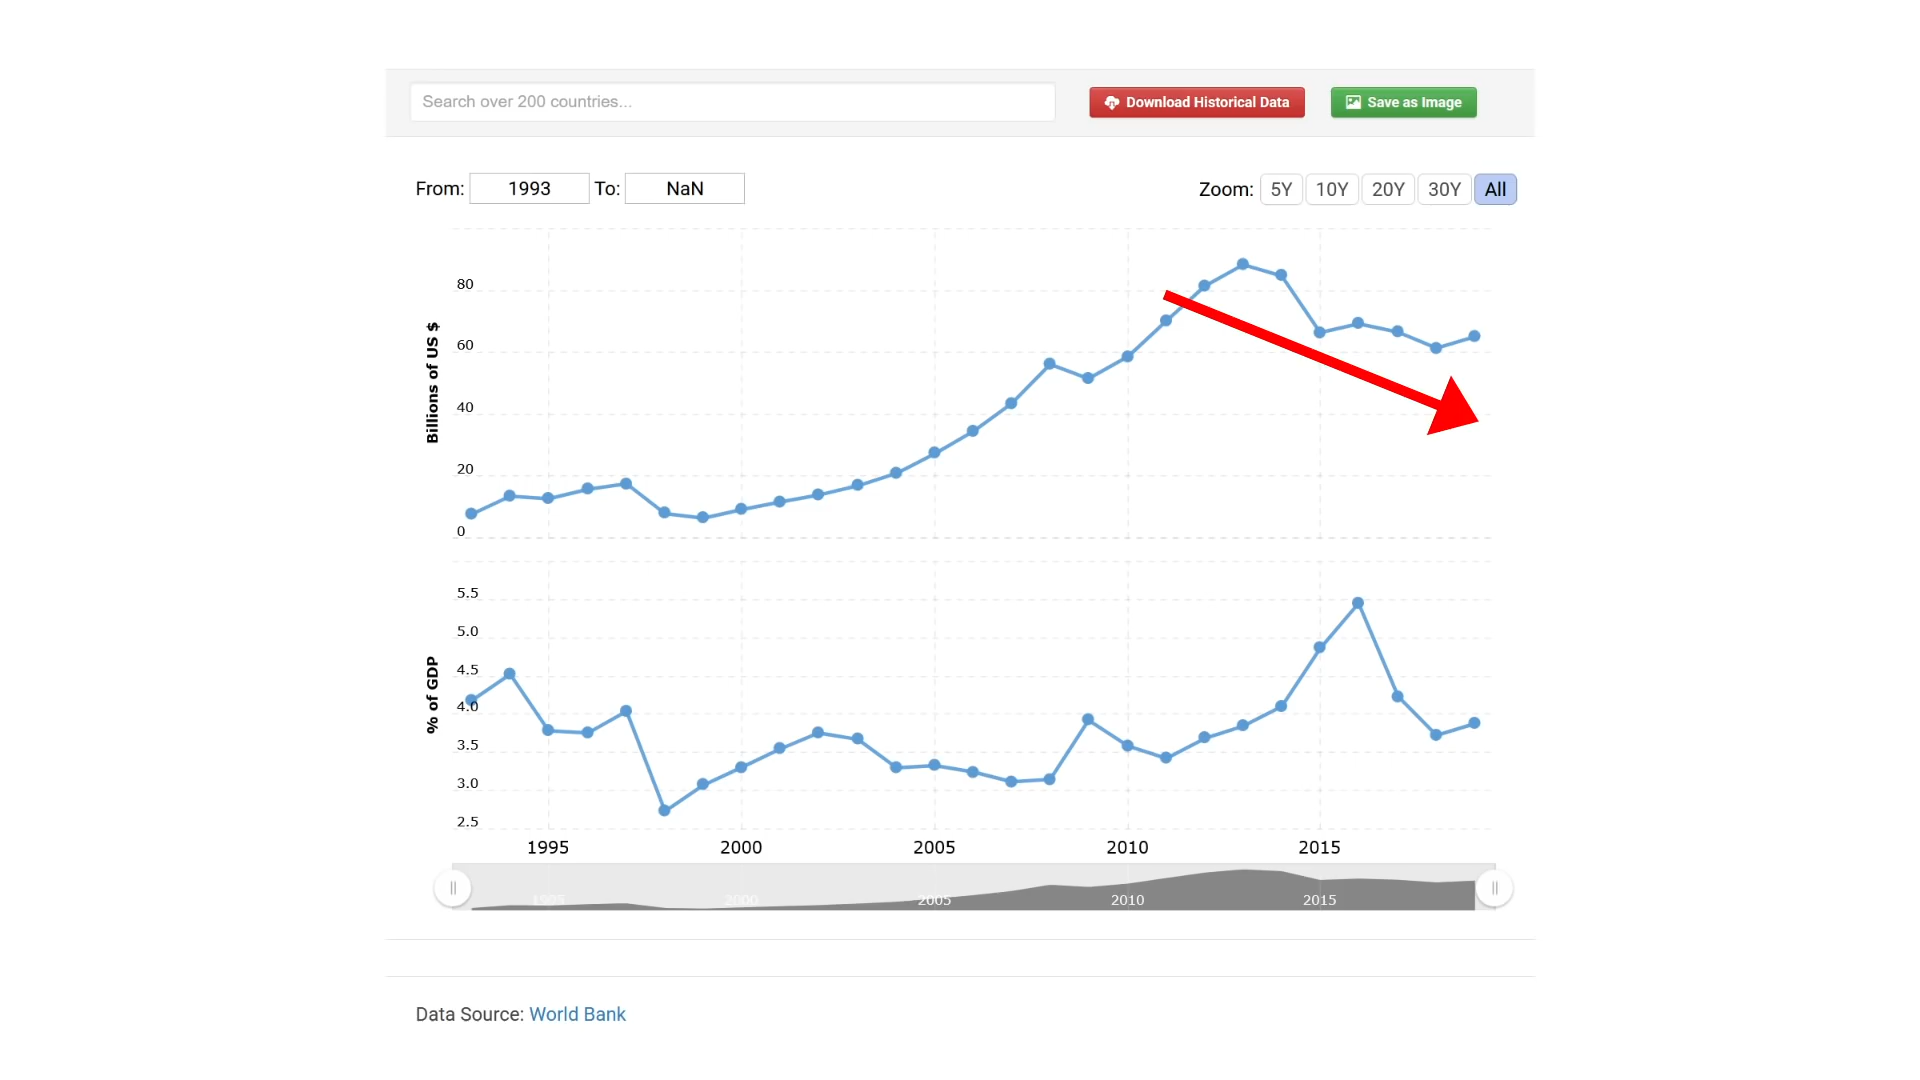 Search over 200 countries...
Download Historical Data
Save as Image
From: 1993 To: NaN
Zoom: 5Y 10Y 20Y 30Y All
Billions of US $
80
60
40
20
0
% of GDP
5.5
5.0
4.5
4.0
3.5
3.0
2.5
1995 2000 2005 2010 2015
1995 2000 2005 2010 2015
Data Source: World Bank